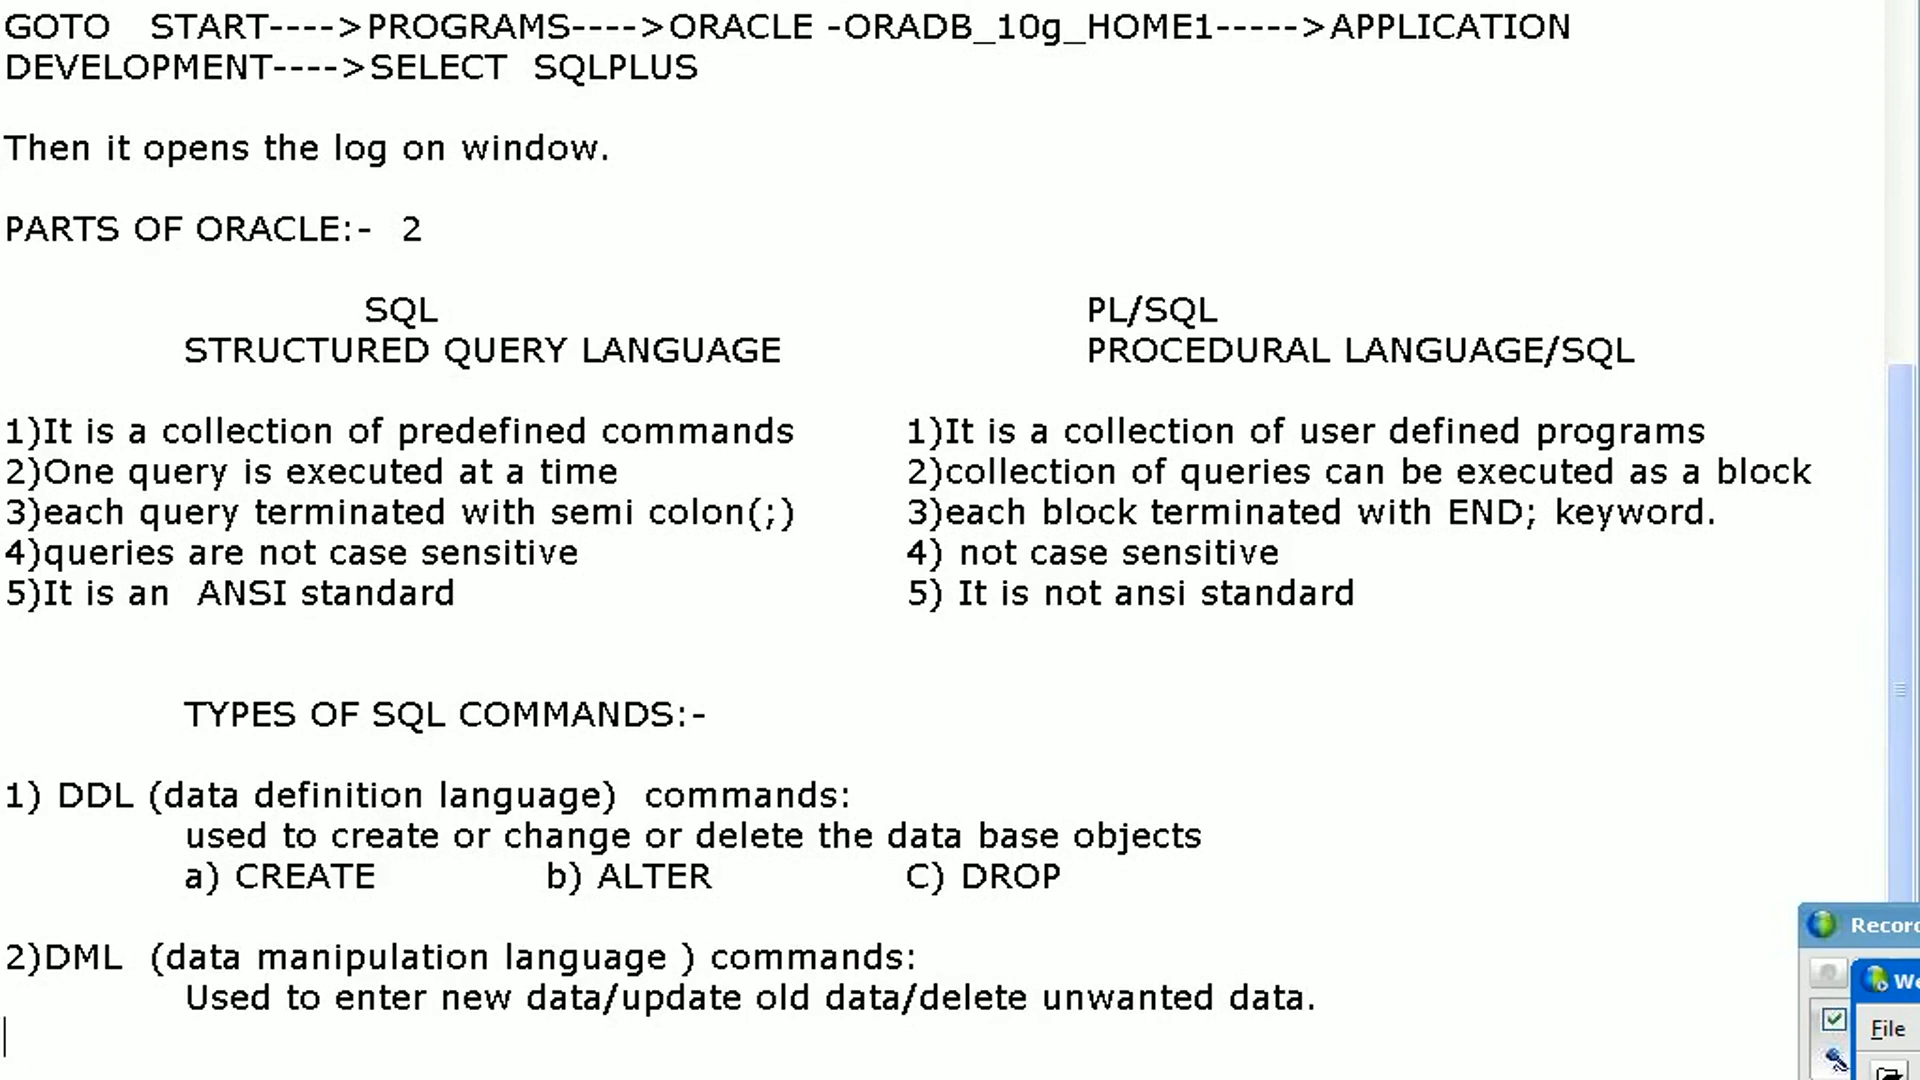 GOTO START---->PROGRAMS---->ORACLE -ORADB_10g_HOME1----->APPLICATION
DEVELOPMENT---->SELECT SQLPLUS
Then it opens the log on window.
PARTS OF ORACLE:- 2
SQL PL/SQL
STRUCTURED QUERY LANGUAGE PROCEDURAL LANGUAGE/SQL
1)It is a collection of predefined commands 1)It is a collection of user defined programs
2)One query is executed at a time 2)collection of queries can be executed as a block
3)each query terminated with semi colon(;) 3)each block terminated with END; keyword.
4)queries are not case sensitive 4) not case sensitive
5)It is an ANSI standard 5) It is not ansi standard
TYPES OF SQL COMMANDS:-
1) DDL (data definition language) commands:
used to create or change or delete the data base objects
a) CREATE b) ALTER C) DROP
2)DML (data manipulation language ) commands:
Used to enter new data/update old data/delete unwanted data.
Record
We
File